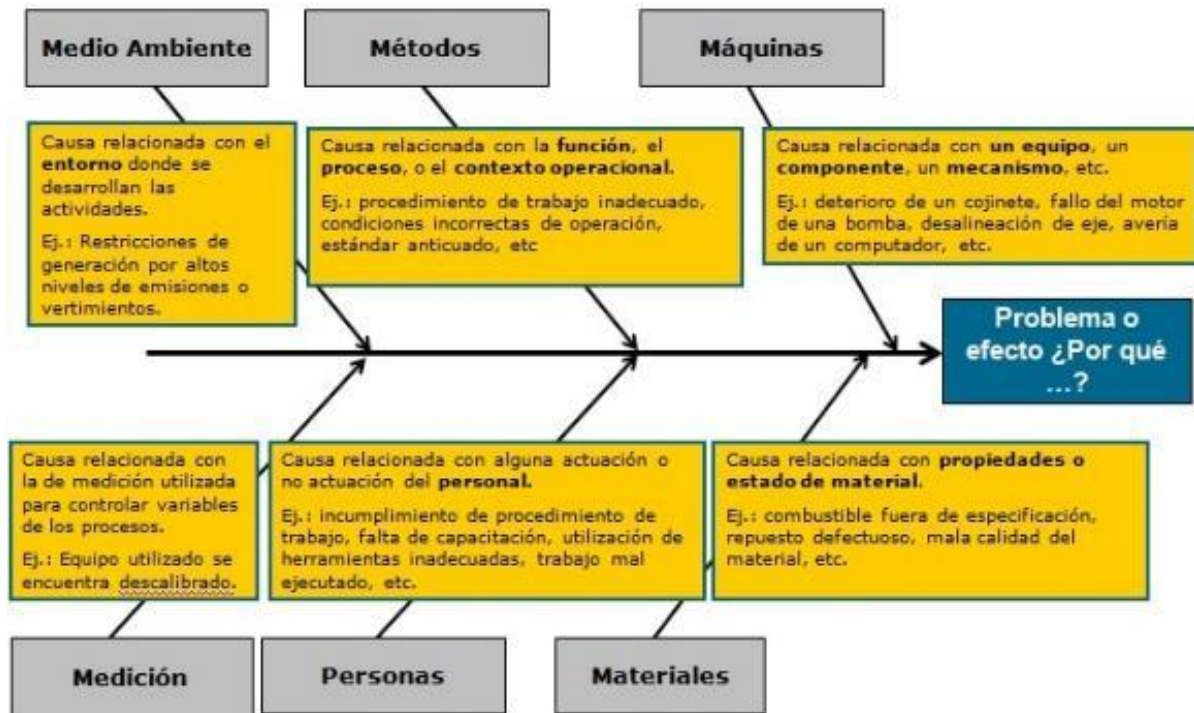 Medio Ambiente
Métodos
Máquinas
Causa relacionada con el
entorno donde se
desarrollan las
actividades.
Ej.: Restricciones de
generación por altos
niveles de emisiones o
vertimientos.
Causa relacionada con la función, el
proceso, o el contexto operacional.
Ej.: procedimiento de trabajo inadecuado,
condiciones incorrectas de operación,
estándar anticuado, etc
Causa relacionada con un equipo, un
componente, un mecanismo, etc.
Ej.: deterioro de un cojinete, fallo del motor
de una bomba, desalineación de eje, avería
de un computador, etc.
Problema o
efecto ¿Por qué
...?
Causa relacionada con
la de medición utilizada
para controlar variables
de los procesos.
Ej.: Equipo utilizado se
encuentra descalibrado.
Causa relacionada con alguna actuación o
no actuación del personal.
Ej.: incumplimiento de procedimiento de
trabajo, falta de capacitación, utilización de
herramientas inadecuadas, trabajo mal
ejecutado, etc.
Causa relacionada con propiedades o
estado de material.
Ej.: combustible fuera de especificación,
repuesto defectuoso, mala calidad del
material, etc.
Medición
Personas
Materiales